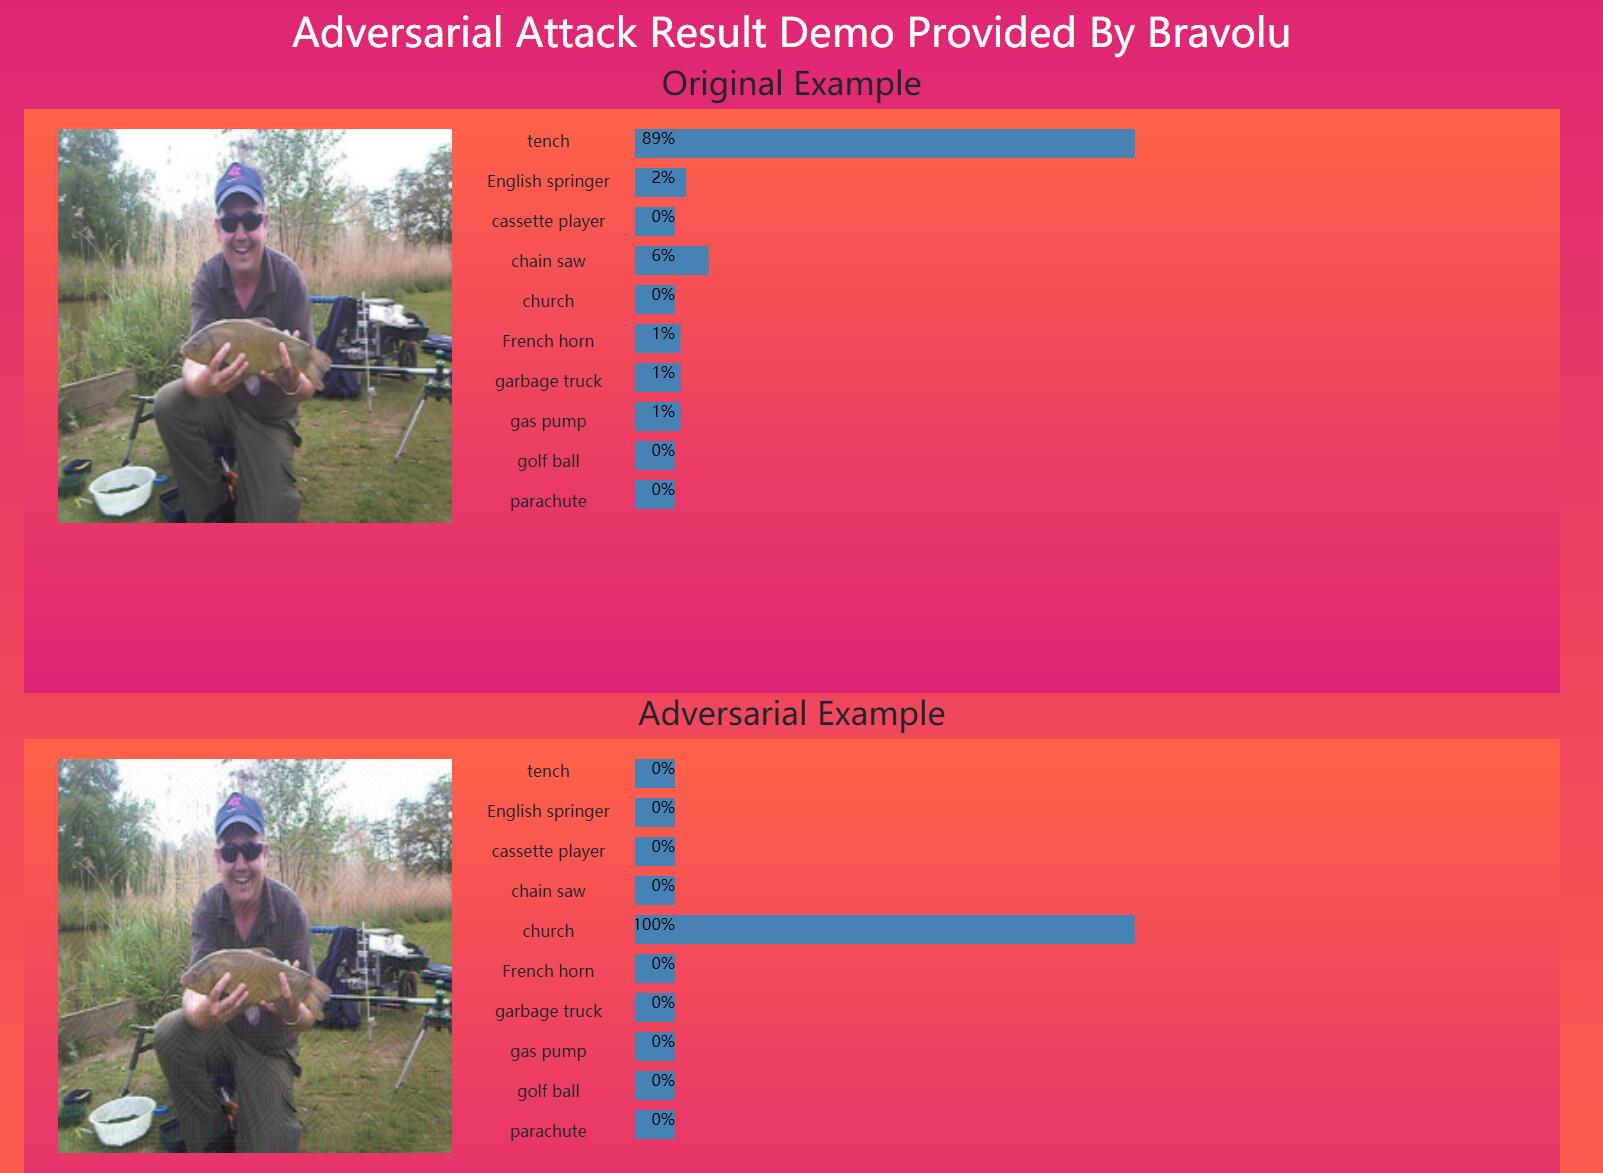 Adversarial Attack Result Demo Provided By Bravolu
Original Example
tench 89%
English springer 2%
cassette player 0%
chain saw 6%
church 0%
French horn 1%
garbage truck 1%
gas pump 1%
golf ball 0%
parachute 0%
Adversarial Example
tench 0%
English springer 0%
cassette player 0%
chain saw 0%
church 100%
French horn 0%
garbage truck 0%
gas pump 0%
golf ball 0%
parachute 0%